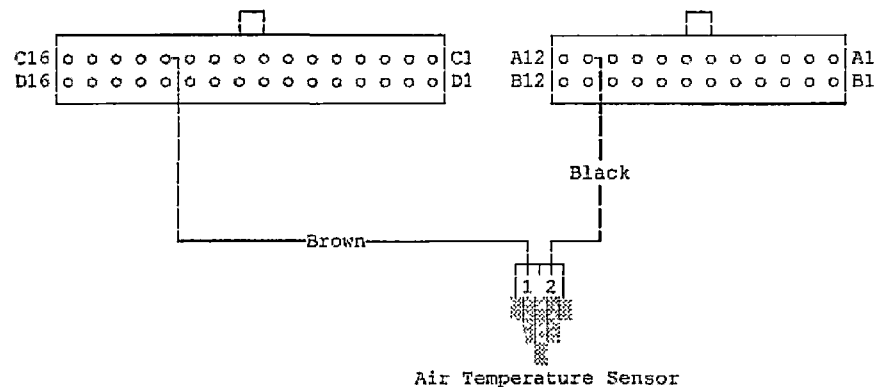 C16 C1 A12 A1
D16 D1 B12 B1
Black
Brown
1 2
Air Temperature Sensor